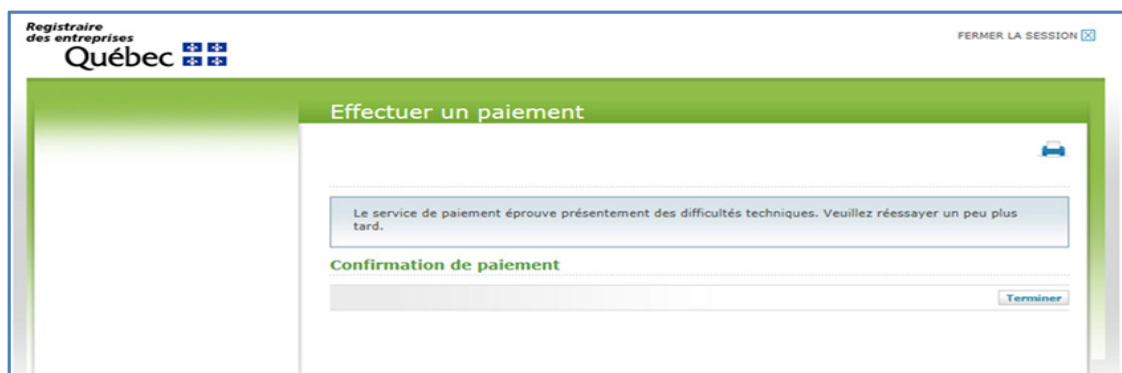 Registraire
des entreprises
Québec
FERMER LA SESSION
Effectuer un paiement
Le service de paiement éprouve présentement des difficultés techniques. Veuillez réessayer un peu plus
tard.
Confirmation de paiement
Terminer